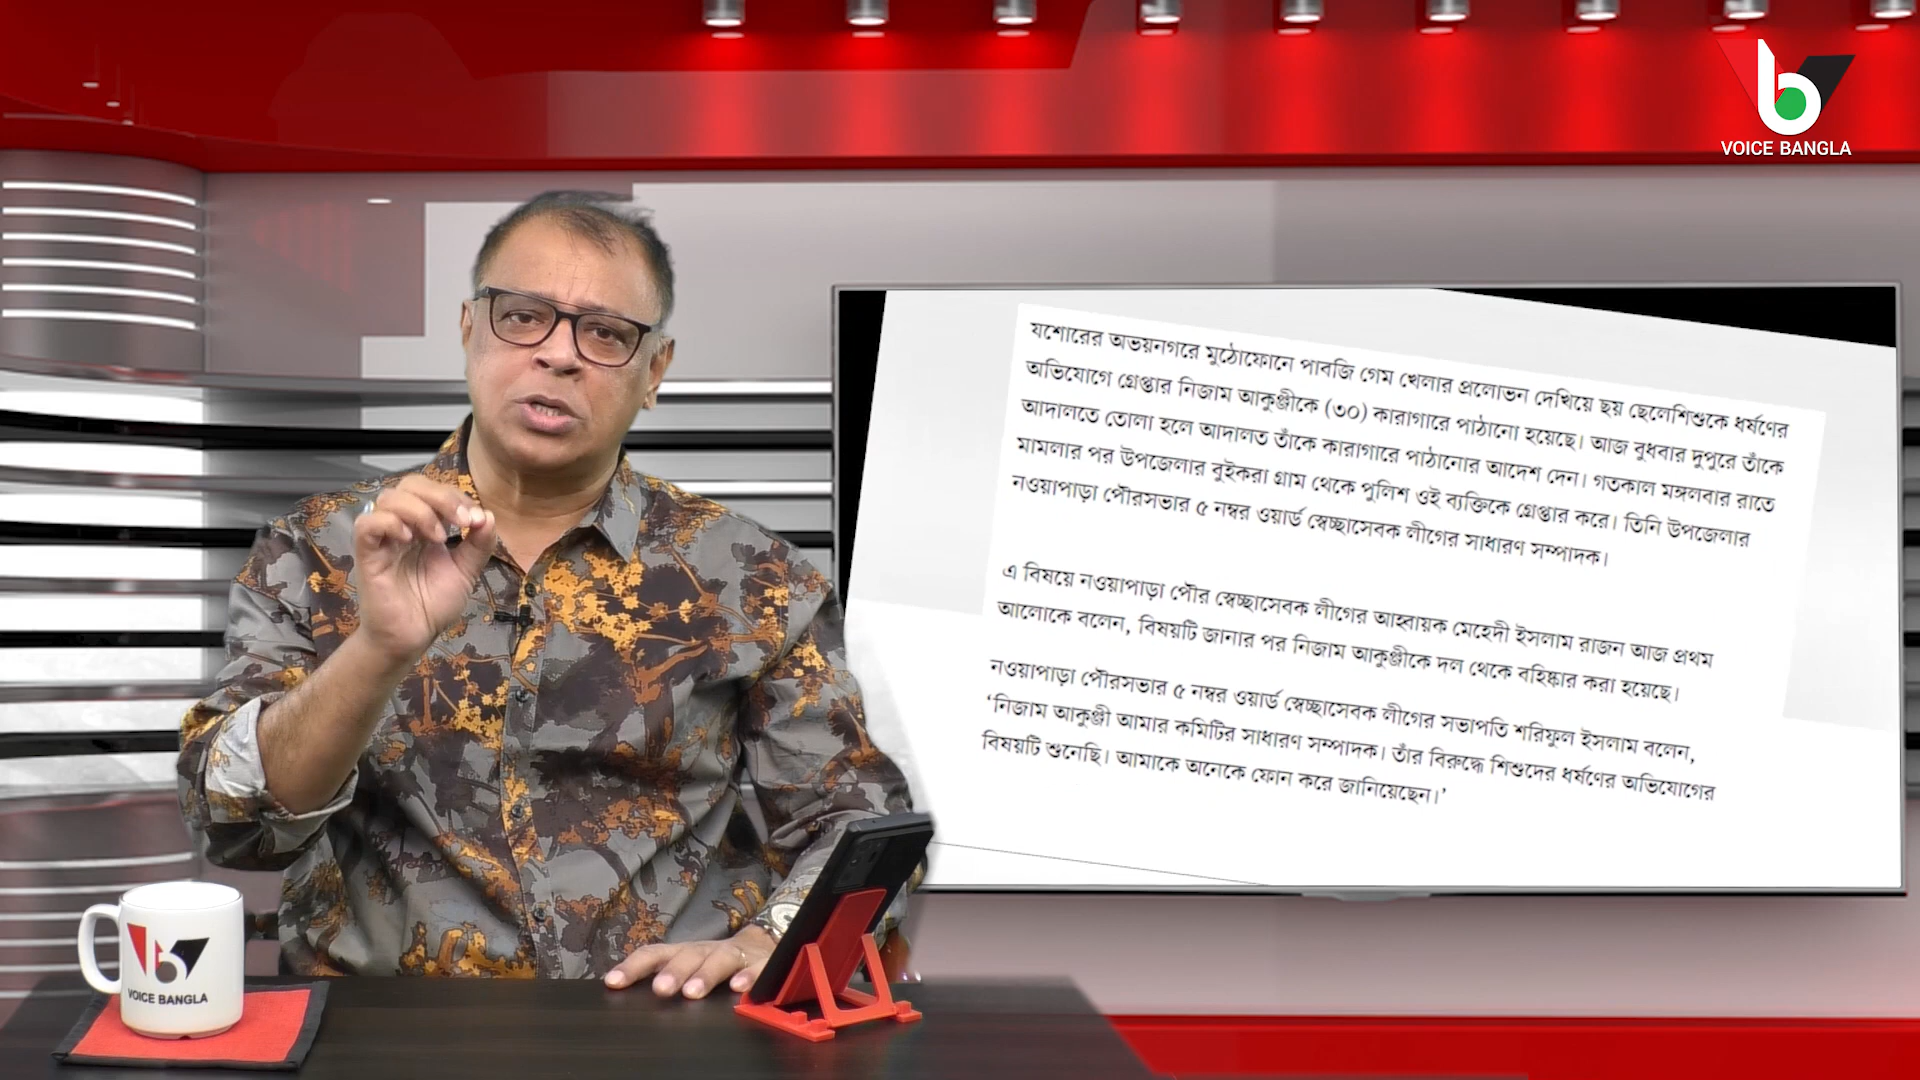 VOICE BANGLA
যশোরের অভয়নগরে মুঠোফোনে পাবজি গেম খেলার প্রলোভন দেখিয়ে ছয় ছেলেশিশুকে ধর্ষণের
অভিযোগে গ্রেপ্তার নিজাম আকুঞ্জীকে (৩০) কারাগারে পাঠানো হয়েছে। আজ বুধবার দুপুরে তাঁকে
আদালতে তোলা হলে আদালত তাঁকে কারাগারে পাঠানোর আদেশ দেন। গতকাল মঙ্গলবার রাতে
মামলার পর উপজেলার বুইকরা গ্রাম থেকে পুলিশ ওই ব্যক্তিকে গ্রেপ্তার করে। তিনি উপজেলার
নওয়াপাড়া পৌরসভার ৫ নম্বর ওয়ার্ড স্বেচ্ছাসেবক লীগের সাধারণ সম্পাদক।
এ বিষয়ে নওয়াপাড়া পৌর স্বেচ্ছাসেবক লীগের আহ্বায়ক মেহেদী ইসলাম রাজন আজ প্রথম
আলোকে বলেন, বিষয়টি জানার পর নিজাম আকুঞ্জীকে দল থেকে বহিষ্কার করা হয়েছে।
নওয়াপাড়া পৌরসভার ৫ নম্বর ওয়ার্ড স্বেচ্ছাসেবক লীগের সভাপতি শরিফুল ইসলাম বলেন,
‘নিজাম আকুঞ্জী আমার কমিটির সাধারণ সম্পাদক। তাঁর বিরুদ্ধে শিশুদের ধর্ষণের অভিযোগের
বিষয়টি শুনেছি। আমাকে অনেকে ফোন করে জানিয়েছেন।’
VOICE BANGLA